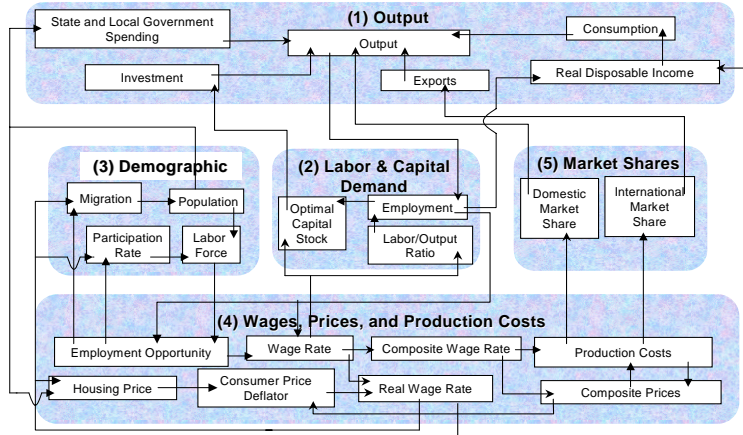 (1) Output
State and Local Government
Spending
Output
Consumption
Investment
Exports
Real Disposable Income
(3) Demographic
Migration
Population
Participation
Rate
Labor
Force
(2) Labor & Capital
Demand
Optimal
Capital
Stock
Employment
Labor/Output
Ratio
(5) Market Shares
Domestic
Market
Share
International
Market
Share
(4) Wages, Prices, and Production Costs
Employment Opportunity
Wage Rate
Composite Wage Rate
Production Costs
Housing Price
Consumer Price
Deflator
Real Wage Rate
Composite Prices